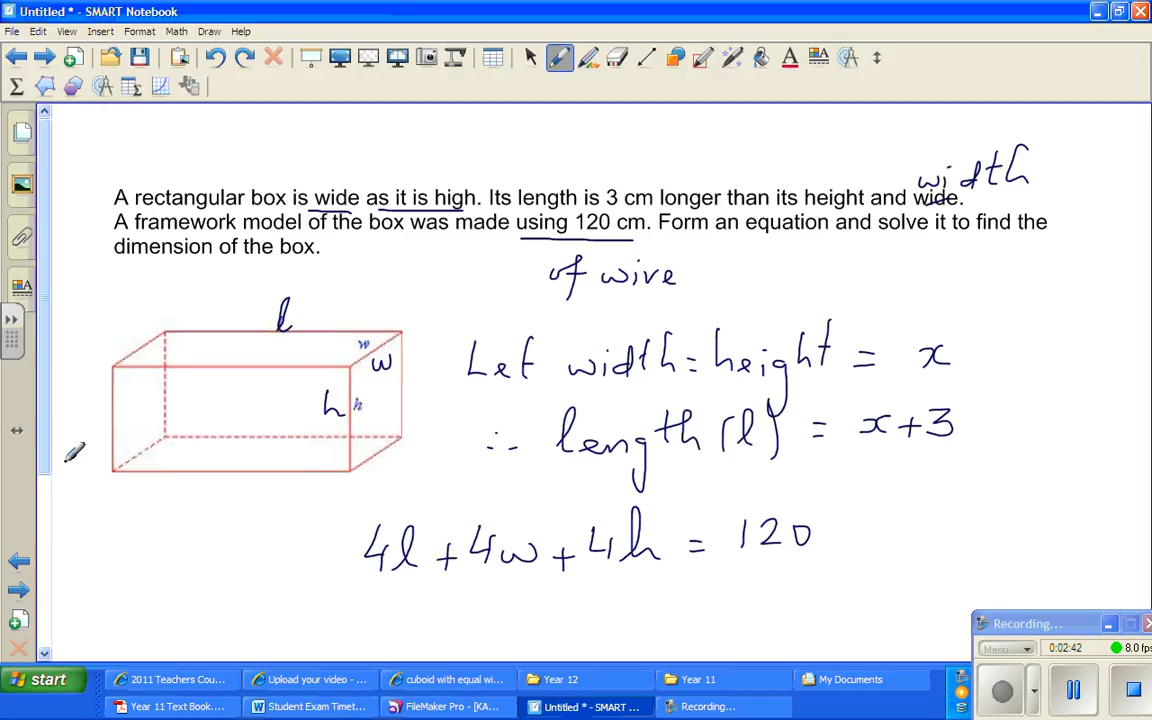 Untitled * - SMART Notebook
File Edit View Insert Format Math Draw Help
width
A rectangular box is wide as it is high. Its length is 3 cm longer than its height and wide.
A framework model of the box was made using 120 cm. Form an equation and solve it to find the
dimension of the box.
of wire
l
w
w
h
h
Let width = height = x
∴ length (l) = x+3
4l + 4w + 4h = 120
Recording...
Menu
0:02:42
8.0 fps
start
2011 Teachers Cou...
Upload your video - ...
cuboid with equal wi...
Year 12
Year 11
My Documents
Year 11 Text Book....
Student Exam Timet...
FileMaker Pro - [KA...
Untitled * - SMART ...
Recording...